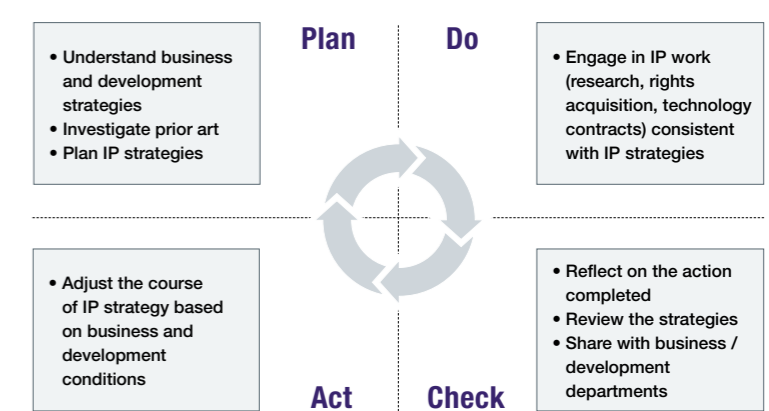 Plan
• Understand business
and development
strategies
• Investigate prior art
• Plan IP strategies
Do
• Engage in IP work
(research, rights
acquisition, technology
contracts) consistent
with IP strategies
• Adjust the course
of IP strategy based
on business and
development
conditions
Act
Check
• Reflect on the action
completed
• Review the strategies
• Share with business /
development
departments